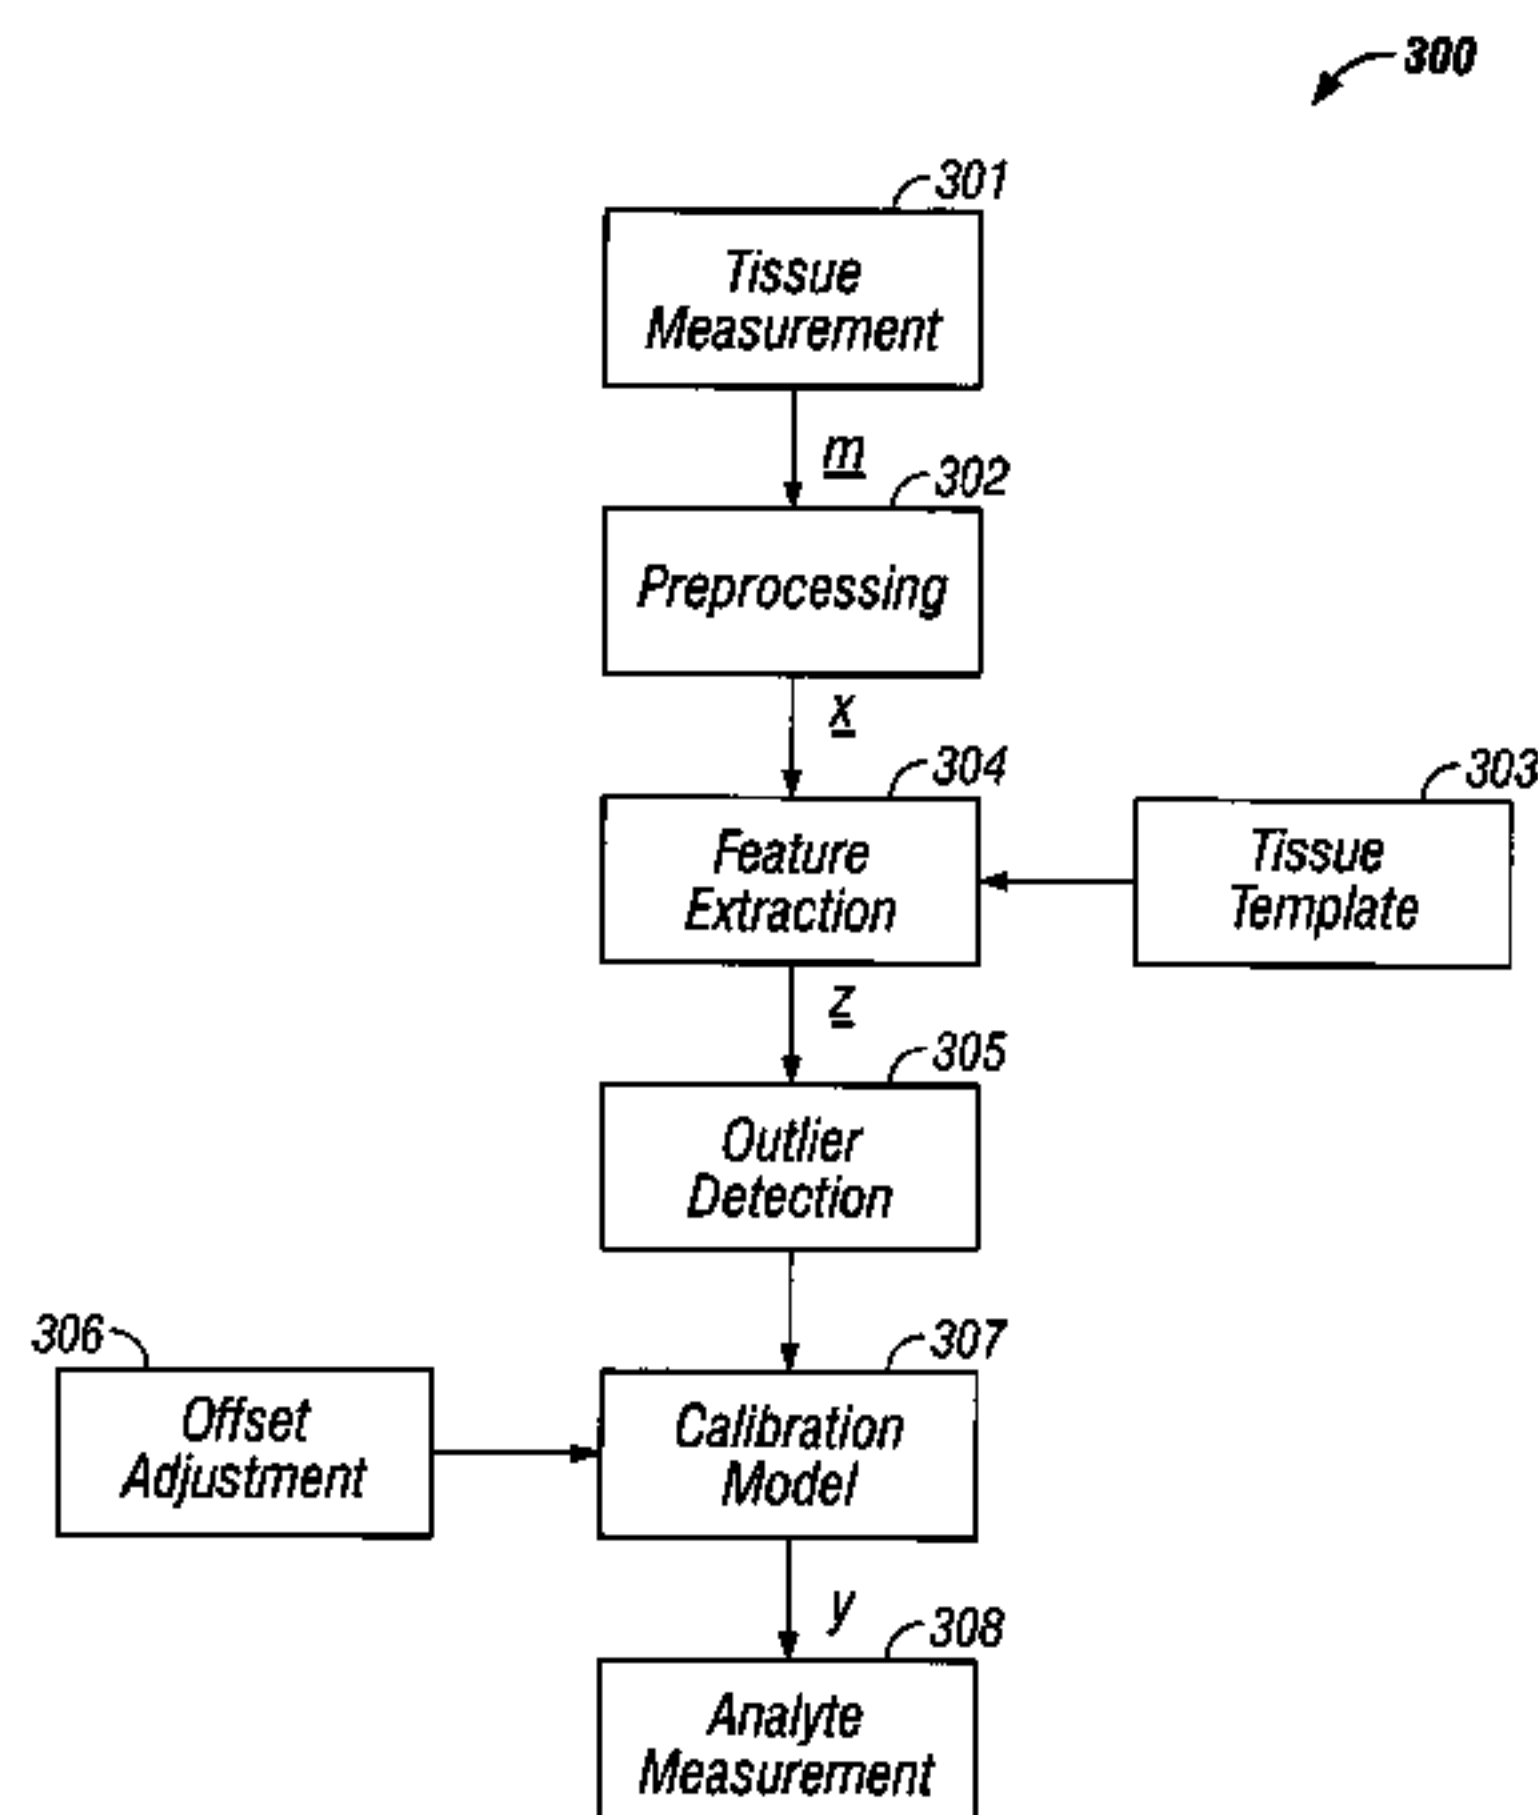 300
301
Tissue
Measurement
m
302
Preprocessing
x
304
Feature
Extraction
303
Tissue
Template
z
305
Outlier
Detection
306
Offset
Adjustment
307
Calibration
Model
y
308
Analyte
Measurement